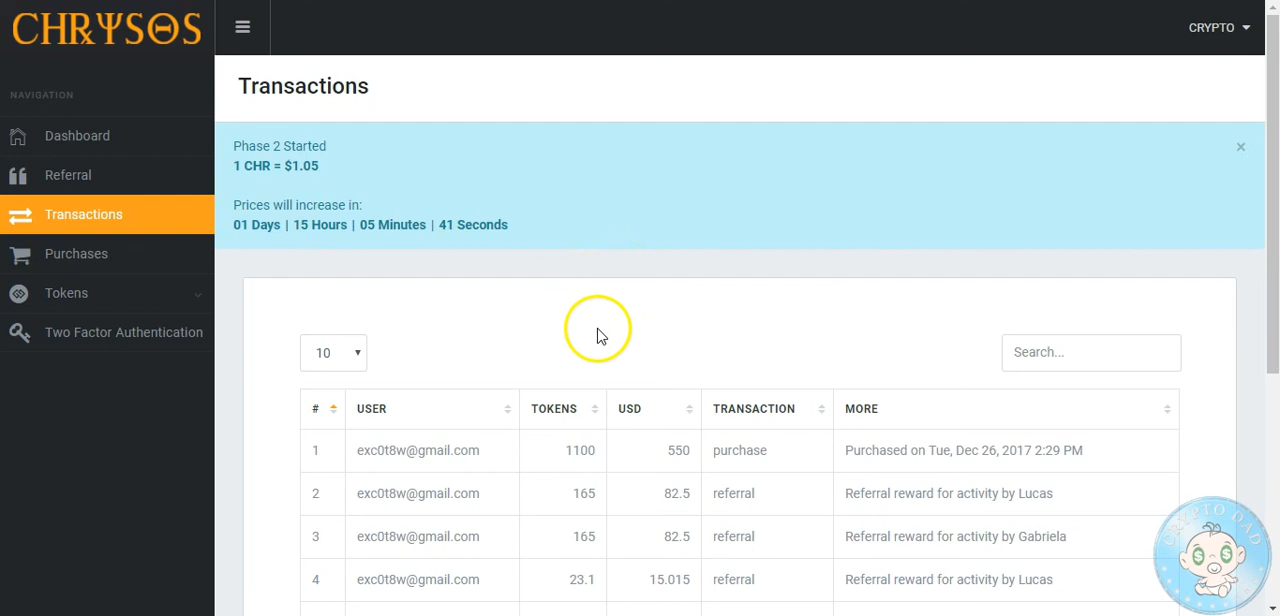 CHRΨSΘS
CRYPTO
NAVIGATION
Dashboard
Referral
Transactions
Purchases
Tokens
Two Factor Authentication
Transactions
Phase 2 Started
1 CHR = $1.05
×
Prices will increase in:
01 Days | 15 Hours | 05 Minutes | 41 Seconds
10
Search...
# USER TOKENS USD TRANSACTION MORE
1 exc0t8w@gmail.com 1100 550 purchase Purchased on Tue, Dec 26, 2017 2:29 PM
2 exc0t8w@gmail.com 165 82.5 referral Referral reward for activity by Lucas
3 exc0t8w@gmail.com 165 82.5 referral Referral reward for activity by Gabriela
4 exc0t8w@gmail.com 23.1 15.015 referral Referral reward for activity by Lucas
CRYPTO DAD
$ $